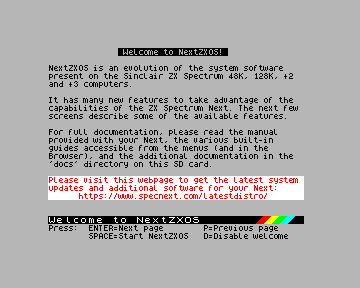 Welcome to NextZXOS!
NextZXOS is an evolution of the system software
present on the Sinclair ZX Spectrum 48K, 128K, +2
and +3 computers.
It has many new features to take advantage of the
capabilities of the ZX Spectrum Next. The next few
screens describe some of the available features.
For full documentation, please read the manual
provided with your Next, the various built-in
guides accessible from the menus (and in the
Browser), and the additional documentation in the
'docs' directory on this SD card.
Please visit this webpage to get the latest system
updates and additional software for your Next:
https://www.specnext.com/latestdistro/
Welcome to NextZXOS
Press: ENTER=Next page P=Previous page
SPACE=Start NextZXOS D=Disable welcome